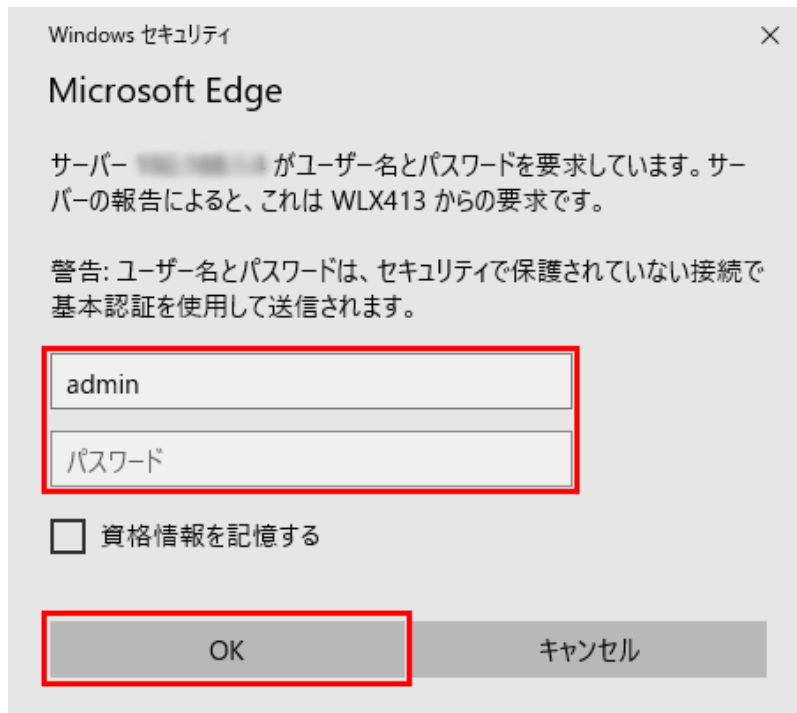 Windows セキュリティ
Microsoft Edge
サーバー がユーザー名とパスワードを要求しています。サー
バーの報告によると、これは WLX413 からの要求です。
警告: ユーザー名とパスワードは、セキュリティで保護されていない接続で
基本認証を使用して送信されます。
admin
パスワード
資格情報を記憶する
OK
キャンセル